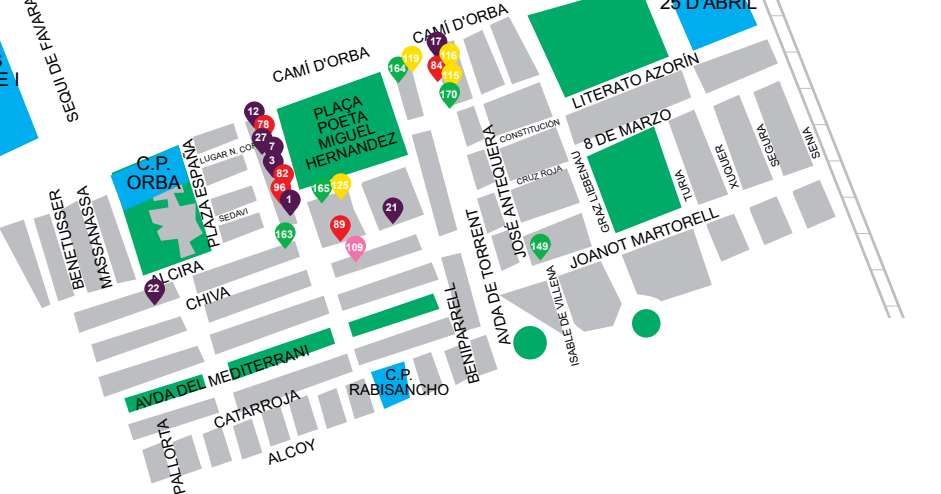 25 D'ABRIL
SEQUI DE FAVARA
E I
CAMÍ D'ORBA
CAMÍ D'ORBA
17
116
119
164
84
115
170
LITERATO AZORÍN
12
78
27
7
3
82
96
1
163
PLAÇA
POETA
MIGUEL
HERNANDEZ
LUGAR N. COR
CONSTITUCIÓN
8 DE MARZO
C.P.
ORBA
PLAZA ESPAÑA
SEDAVI
165
125
21
89
109
JOSÉ ANTEQUERA
CRUZ ROJA
GRAZ LIEBENAU
TURIA
XUQUER
SEGURA
SENIA
BENETUSSER
MASSANASSA
ALCIRA
22
CHIVA
AVDA DE TORRENT
149
JOANOT MARTORELL
ISABLE DE VILLENA
BENIPARRELL
AVDA DEL MEDITERRANI
C.P.
RABISANCHO
CATARROJA
PALLORTA
ALCOY